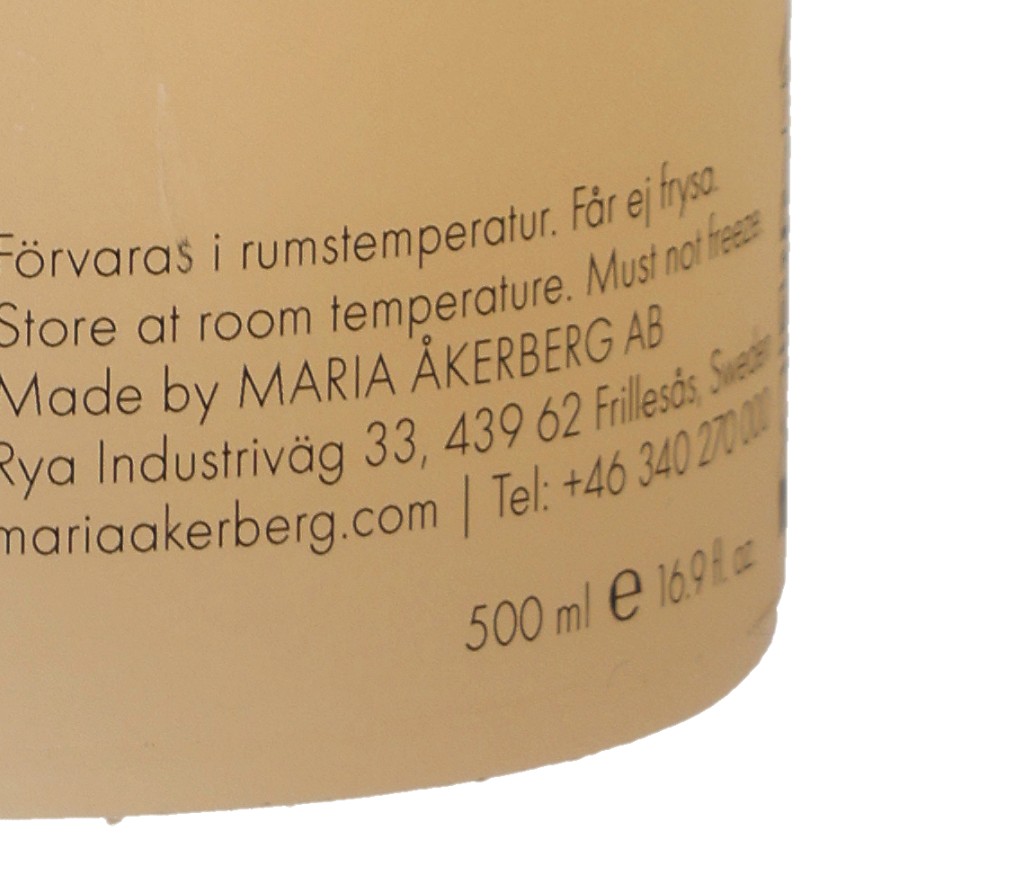 Förvaras i rumstemperatur. Får ej frysa.
Store at room temperature. Must not freeze.
Made by MARIA ÅKERBERG AB
Rya Industriväg 33, 439 62 Frillesås, Sweden
mariaakerberg.com | Tel: +46 340 270 000
500 ml e 16.9 fl. oz